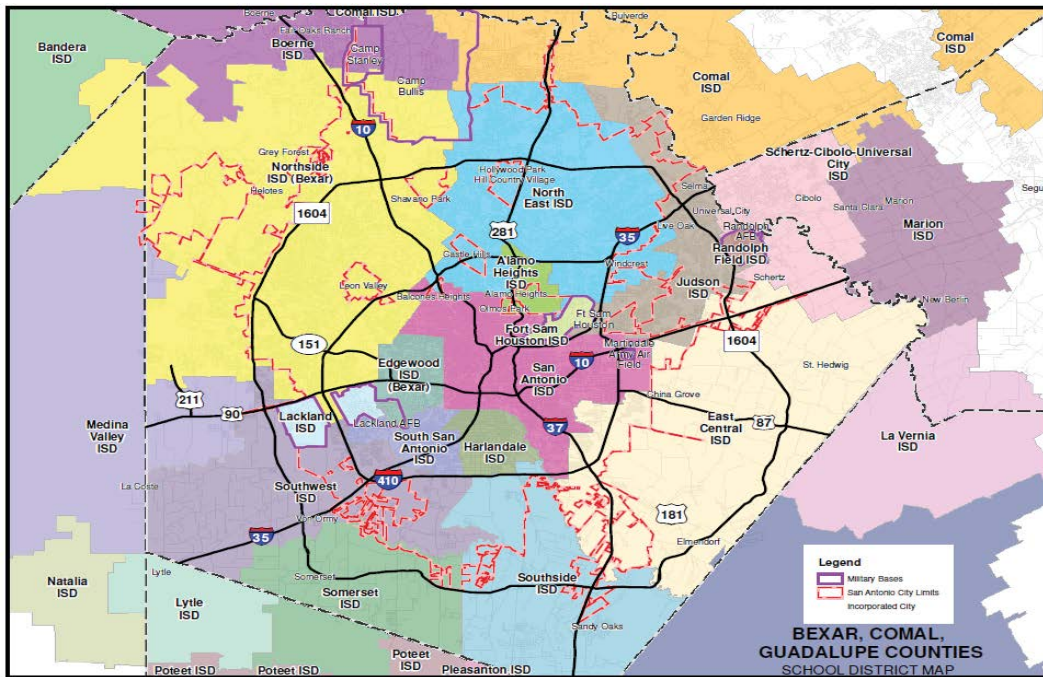 Boerne
Comal ISD
Bulverde
Fair Oaks Ranch
Bandera
ISD
Boerne
ISD
Camp
Stanley
Camp
Bullis
Comal
ISD
Comal
ISD
Garden Ridge
10
Grey Forest
Northside
ISD (Bexar)
Helotes
Schertz-Cibolo-Universal
City
ISD
Hollywood Park
Hill Country Village
North
East ISD
Selma
Shavano Park
1604
Universal City
Cibolo
Santa Clara
Marion
Marion
ISD
Segu
281
35
Live Oak
Randolph
AFB
Randolph
Field ISD
Castle Hills
Alamo
Heights
ISD
Windcrest
Judson
ISD
Schertz
Leon Valley
Balcones Heights
Alamo Heights
Olmos Park
New Berlin
Ft Sam
Houston
Fort Sam
Houston ISD
151
Martindale
Army Air
Field
1604
10
Edgewood
ISD
(Bexar)
San
Antonio
ISD
St. Hedwig
211
90
China Grove
Lackland
ISD
Lackland AFB
East
Central
ISD
87
Medina
Valley
ISD
South San
Antonio
ISD
Harlandale
ISD
37
La Vernia
ISD
410
La Coste
Southwest
ISD
Von Ormy
181
35
Elmendorf
Natalia
ISD
Lytle
Lytle
ISD
Somerset
Somerset
ISD
Southside
ISD
Sandy Oaks
Poteet ISD
Poteet ISD
Poteet
ISD
Pleasanton ISD
Legend
Military Bases
San Antonio City Limits
Incorporated City
BEXAR, COMAL,
GUADALUPE COUNTIES
SCHOOL DISTRICT MAP